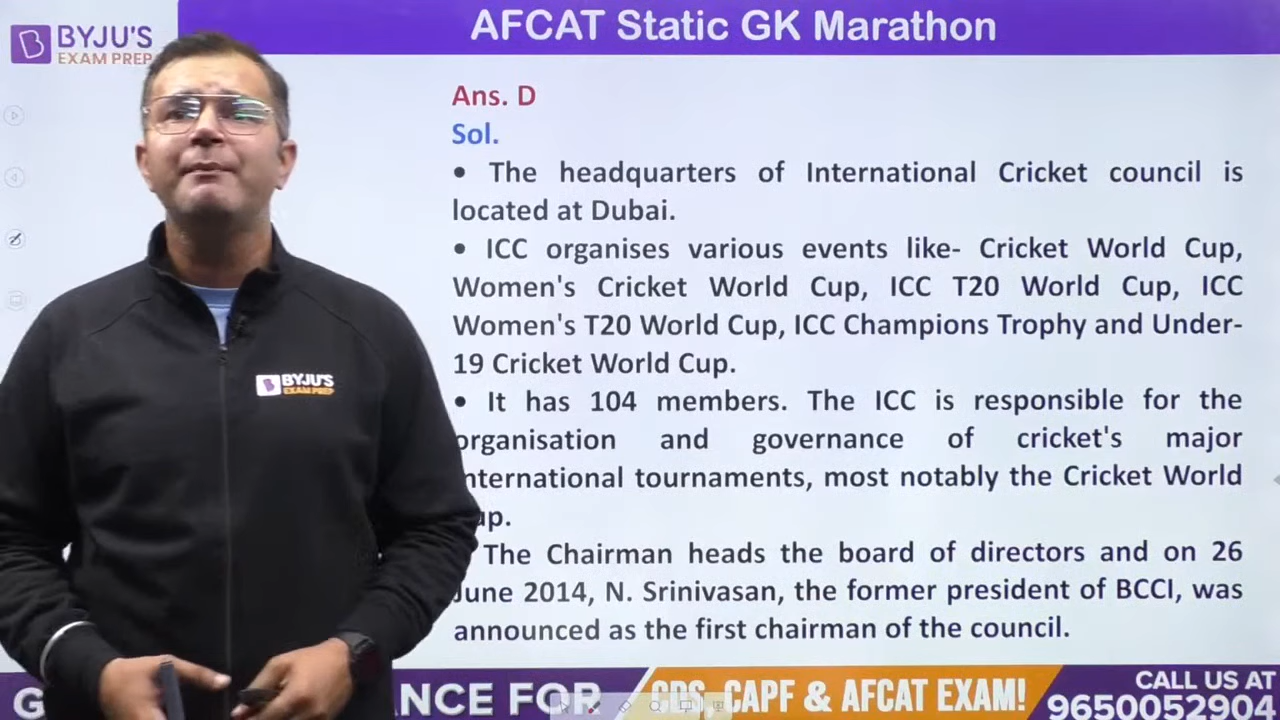 BYJU'S
EXAM PREP
AFCAT Static GK Marathon
Ans. D
Sol.
• The headquarters of International Cricket council is
located at Dubai.
• ICC organises various events like- Cricket World Cup,
Women's Cricket World Cup, ICC T20 World Cup, ICC
Women's T20 World Cup, ICC Champions Trophy and Under-
19 Cricket World Cup.
• It has 104 members. The ICC is responsible for the
organisation and governance of cricket's major
international tournaments, most notably the Cricket World
The Chairman heads the board of directors and on 26
June 2014, N. Srinivasan, the former president of BCCI, was
announced as the first chairman of the council.
BYJU'S
EXAM PREP
FOR
CDS, CAPF & AFCAT EXAM!
CALL US AT
9650052904